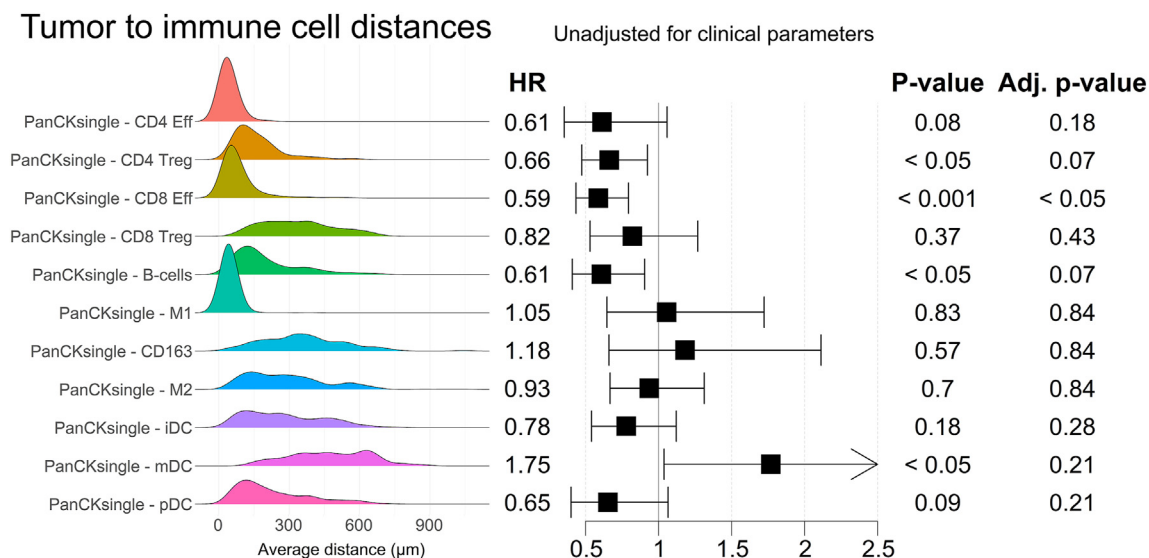 Tumor to immune cell distances
Unadjusted for clinical parameters
HR P-value Adj. p-value
PanCKsingle - CD4 Eff 0.61 0.08 0.18
PanCKsingle - CD4 Treg 0.66 < 0.05 0.07
PanCKsingle - CD8 Eff 0.59 < 0.001 < 0.05
PanCKsingle - CD8 Treg 0.82 0.37 0.43
PanCKsingle - B-cells 0.61 < 0.05 0.07
PanCKsingle - M1 1.05 0.83 0.84
PanCKsingle - CD163 1.18 0.57 0.84
PanCKsingle - M2 0.93 0.7 0.84
PanCKsingle - iDC 0.78 0.18 0.28
PanCKsingle - mDC 1.75 < 0.05 0.21
PanCKsingle - pDC 0.65 0.09 0.21
0 300 600 900
Average distance (µm)
0.5 1 1.5 2 2.5